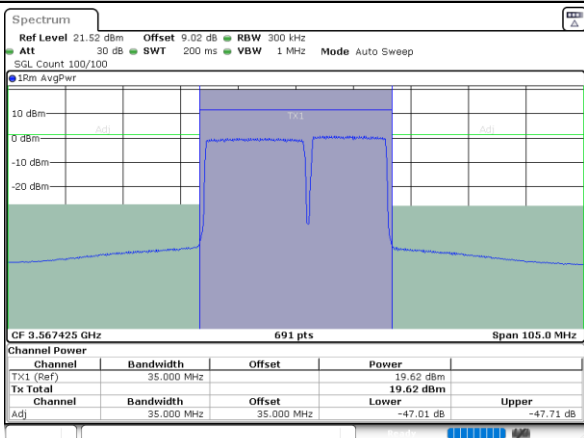 Spectrum
Ref Level 21.52 dBm Offset 9.02 dB RBW 300 kHz
Att 30 dB SWT 200 ms VBW 1 MHz Mode Auto Sweep
SGL Count 100/100
1Rm AvgPwr
TX1
10 dBm
Adj Adj
0 dBm
-10 dBm
-20 dBm
CF 3.567425 GHz 691 pts Span 105.0 MHz
Channel Power
Channel Bandwidth Offset Power
TX1 (Ref) 35.000 MHz 19.62 dBm
Tx Total 19.62 dBm
Channel Bandwidth Offset Lower Upper
Adj 35.000 MHz 35.000 MHz -47.01 dB -47.71 dB